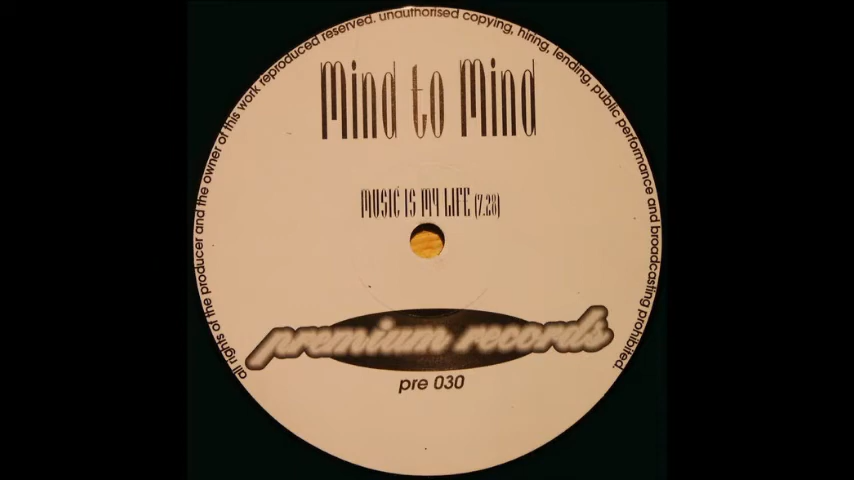 all rights of the producer and the owner of this work reproduced reserved. unauthorised copying, hiring, lending, public performance and broadcasting prohibited.
Mind to Mind
MUSIC IS MY LIFE (7.28)
premium records
pre 030